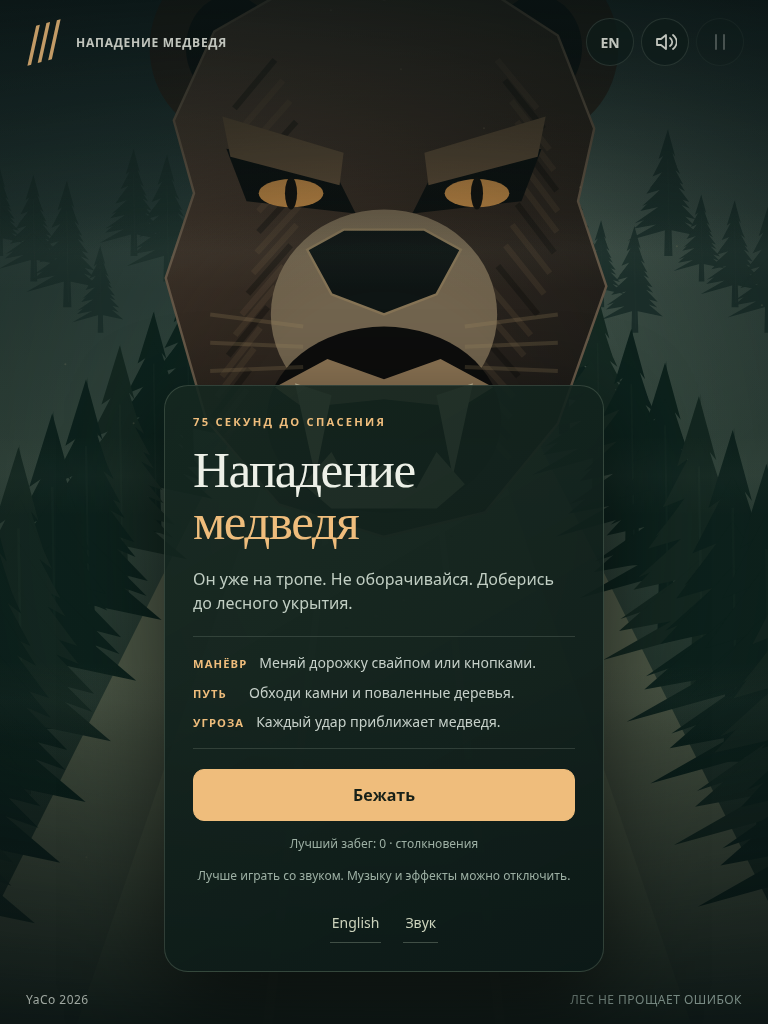 НАПАДЕНИЕ МЕДВЕДЯ
EN
75 СЕКУНД ДО СПАСЕНИЯ
Нападение
медведя
Он уже на тропе. Не оборачивайся. Доберись
до лесного укрытия.
МАНЁВР Меняй дорожку свайпом или кнопками.
ПУТЬ Обходи камни и поваленные деревья.
УГРОЗА Каждый удар приближает медведя.
Бежать
Лучший забег: 0 · столкновения
Лучше играть со звуком. Музыку и эффекты можно отключить.
English Звук
YaCo 2026 ЛЕС НЕ ПРОЩАЕТ ОШИБОК